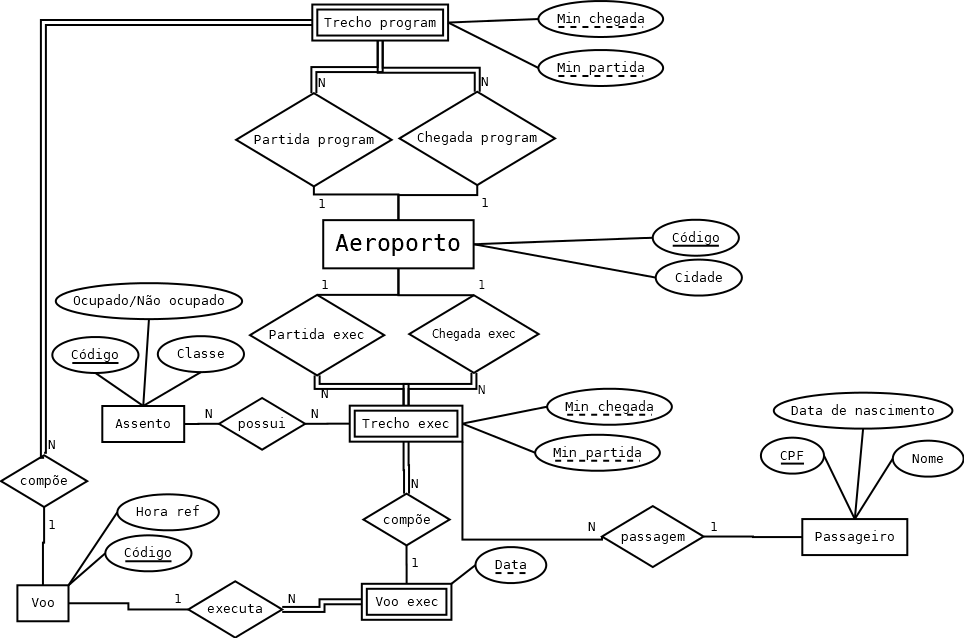 Trecho program
Min chegada
Min partida
N
N
Partida program
Chegada program
1
1
Aeroporto
Código
Cidade
1
1
Ocupado/Não ocupado
Partida exec
Chegada exec
Código
Classe
N
N
Assento
N
possui
N
Trecho exec
Min chegada
Min partida
Data de nascimento
CPF
Nome
N
compõe
1
N
compõe
1
Hora ref
Código
N
passagem
1
Passageiro
Data
Voo
1
executa
N
Voo exec